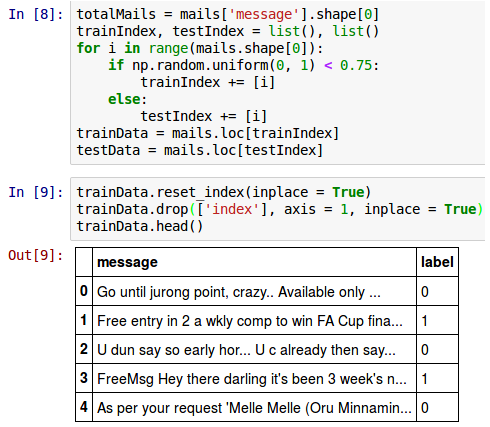 In [8]: totalMails = mails['message'].shape[0]
trainIndex, testIndex = list(), list()
for i in range(mails.shape[0]):
    if np.random.uniform(0, 1) < 0.75:
        trainIndex += [i]
    else:
        testIndex += [i]
trainData = mails.loc[trainIndex]
testData = mails.loc[testIndex]
In [9]: trainData.reset_index(inplace = True)
trainData.drop(['index'], axis = 1, inplace = True)
trainData.head()
Out[9]:
message label
0 Go until jurong point, crazy.. Available only ... 0
1 Free entry in 2 a wkly comp to win FA Cup fina... 1
2 U dun say so early hor... U c already then say... 0
3 FreeMsg Hey there darling it's been 3 week's n... 1
4 As per your request 'Melle Melle (Oru Minnamin... 0